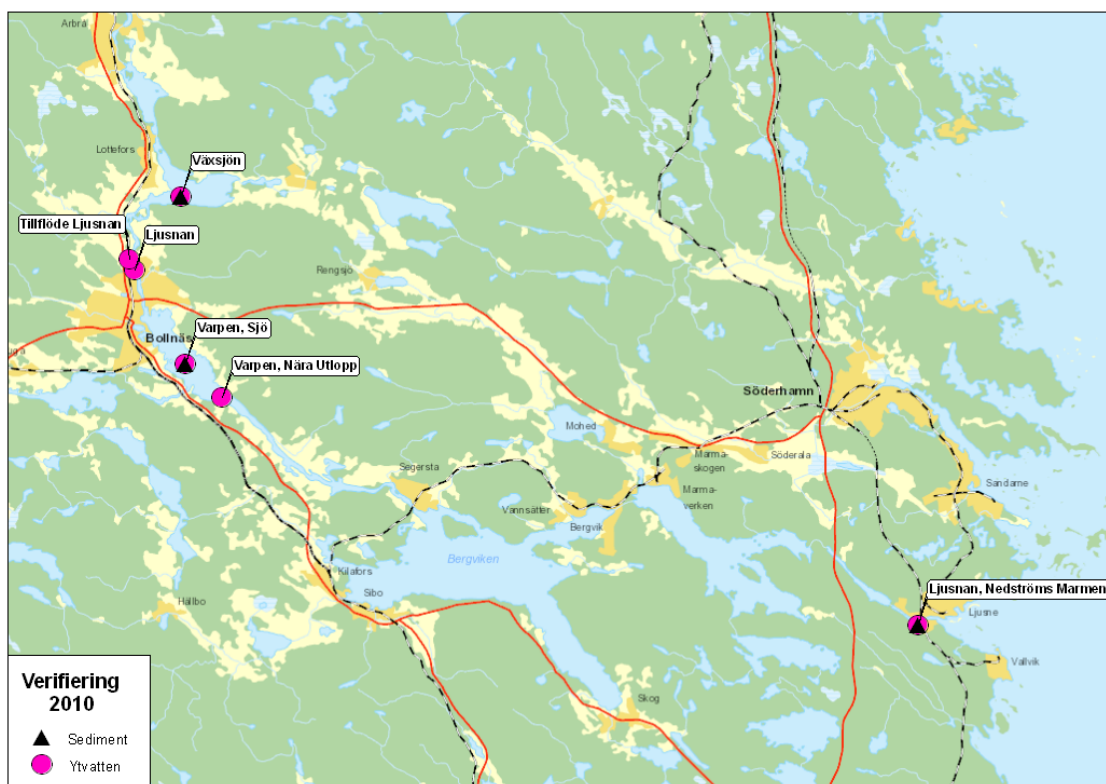 Arbrå
Lottefors
Växsjön
Tillflöde Ljusnan
Ljusnan
Rengsjö
Bollnäs
Varpen, Sjö
Varpen, Nära Utlopp
Söderhamn
Mohed
Marma-
skogen
Söderala
Segersta
Marma-
verken
Sandarne
Vannsätter
Bergvik
Bergviken
Kilafors
Sibo
Hällbo
Ljusnan, Nedströms Marmen
Ljusne
Vallvik
Skog
Verifiering
2010
Sediment
Ytvatten